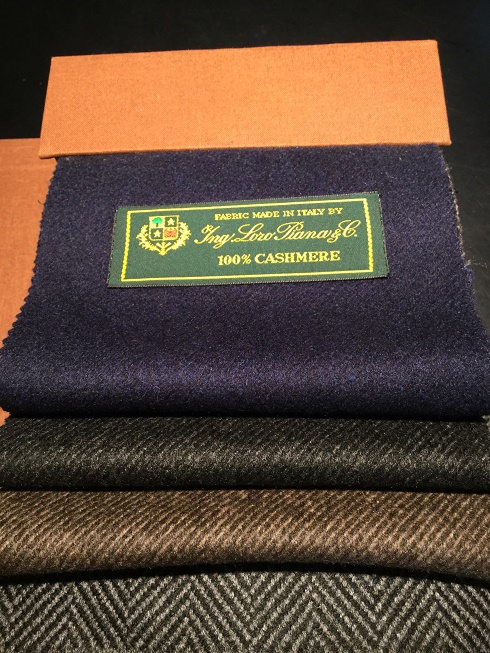 FABRIC MADE IN ITALY BY
Ing. Loro Piana & C.
100% CASHMERE